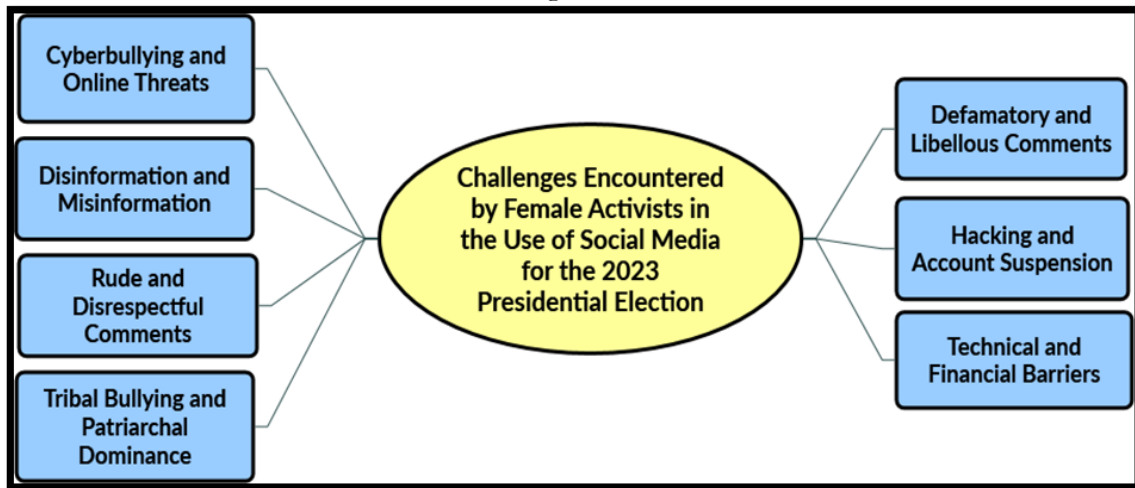 Cyberbullying and
Online Threats
Disinformation and
Misinformation
Rude and
Disrespectful
Comments
Tribal Bullying and
Patriarchal
Dominance
Challenges Encountered
by Female Activists in
the Use of Social Media
for the 2023
Presidential Election
Defamatory and
Libellous Comments
Hacking and
Account Suspension
Technical and
Financial Barriers